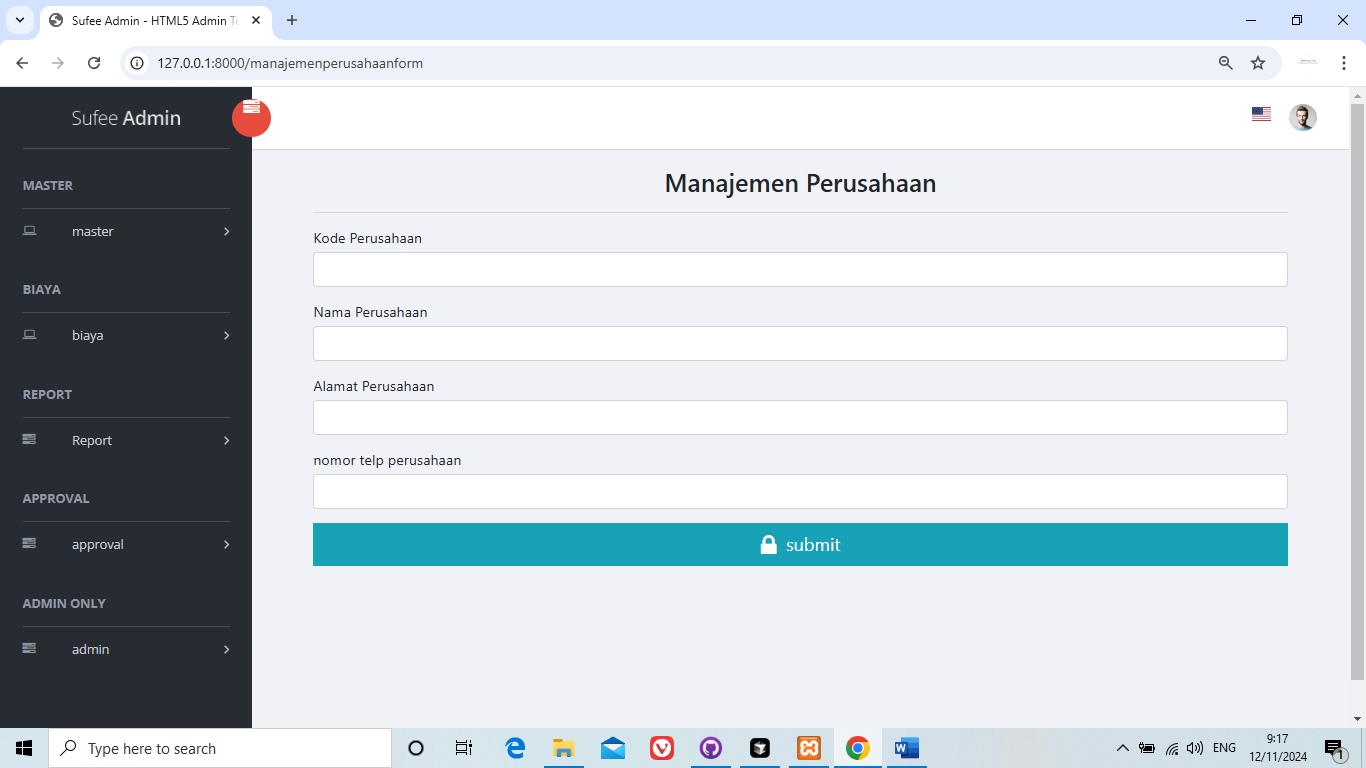 Sufee Admin - HTML5 Admin Te
127.0.0.1:8000/manajemenperusahaanform
Sufee Admin
MASTER
master
BIAYA
biaya
REPORT
Report
APPROVAL
approval
ADMIN ONLY
admin
Manajemen Perusahaan
Kode Perusahaan
Nama Perusahaan
Alamat Perusahaan
nomor telp perusahaan
submit
Type here to search
ENG
9:17
12/11/2024
1